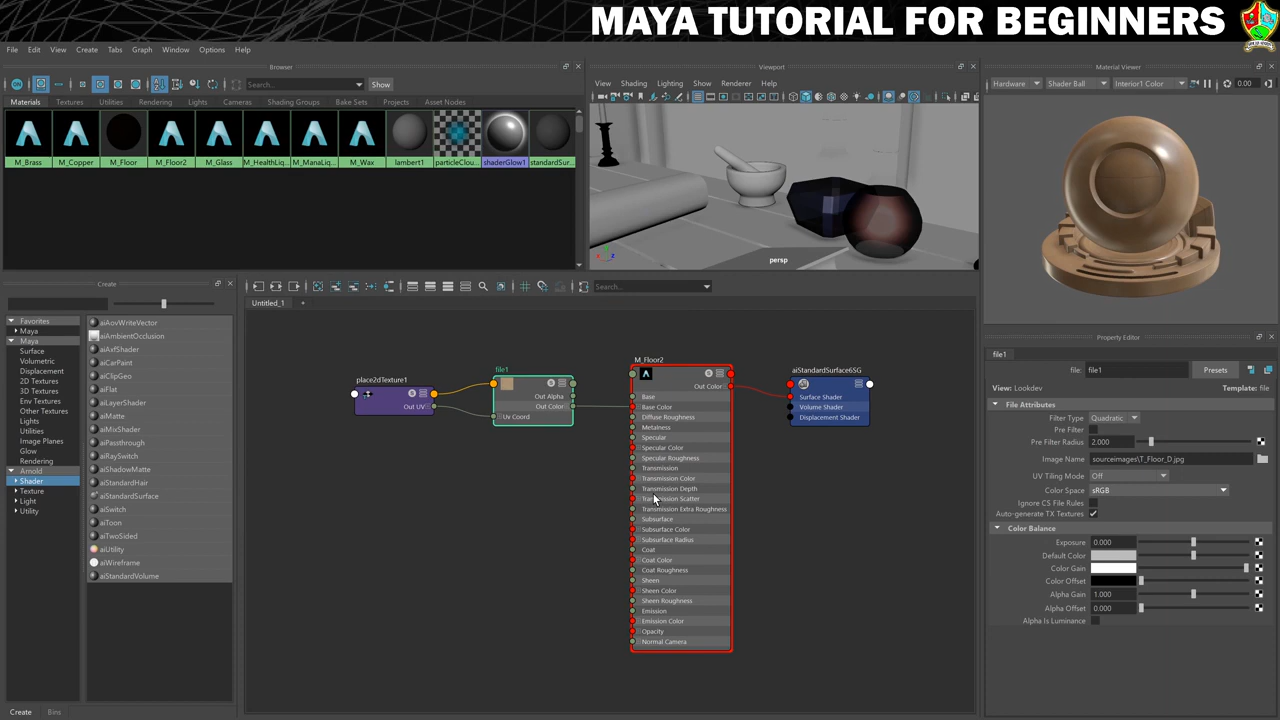 MAYA TUTORIAL FOR BEGINNERS
File Edit View Create Tabs Graph Window Options Help
Browser
Viewport
Material Viewer
Search... Show
Shading Lighting Show Renderer Help
View
Hardware Shader Ball Interior1 Color 0.00
Materials Textures Utilities Rendering Lights Cameras Shading Groups Bake Sets Projects Asset Nodes
M_Brass M_Copper M_Floor M_Floor2 M_Glass M_HealthLiq... M_ManaLiq... M_Wax lambert1 particleClou... shaderGlow1 standardSur...
persp
Create
Search...
Untitled_1 +
Favorites
Maya
Maya
Surface
Volumetric
Displacement
2D Textures
3D Textures
Env Textures
Other Textures
Lights
Utilities
Image Planes
Glow
Rendering
Arnold
Shader
Texture
Light
Utility
aiAovWriteVector
aiAmbientOcclusion
aiAxfShader
aiCarPaint
aiClipGeo
aiFlat
aiLayerShader
aiMatte
aiMixShader
aiPassthrough
aiRaySwitch
aiShadowMatte
aiStandardHair
aiStandardSurface
aiSwitch
aiToon
aiTwoSided
aiUtility
aiWireframe
aiStandardVolume
place2dTexture1
Out UV
file1
Out Alpha
Out Color
Uv Coord
M_Floor2
Out Color
Base
Base Color
Diffuse Roughness
Metalness
Specular
Specular Color
Specular Roughness
Transmission
Transmission Color
Transmission Depth
Transmission Scatter
Transmission Extra Roughness
Subsurface
Subsurface Color
Subsurface Radius
Coat
Coat Color
Coat Roughness
Sheen
Sheen Color
Sheen Roughness
Emission
Emission Color
Opacity
Normal Camera
aiStandardSurface6SG
Surface Shader
Volume Shader
Displacement Shader
Property Editor
file1
file: file1 Presets
View: Lookdev Template: file
File Attributes
Filter Type Quadratic
Pre Filter
Pre Filter Radius 2.000
Image Name sourceimages\T_Floor_D.jpg
UV Tiling Mode Off
Color Space sRGB
Ignore CS File Rules
Auto-generate TX Textures
Color Balance
Exposure 0.000
Default Color
Color Gain
Color Offset
Alpha Gain 1.000
Alpha Offset 0.000
Alpha Is Luminance
Create Bins